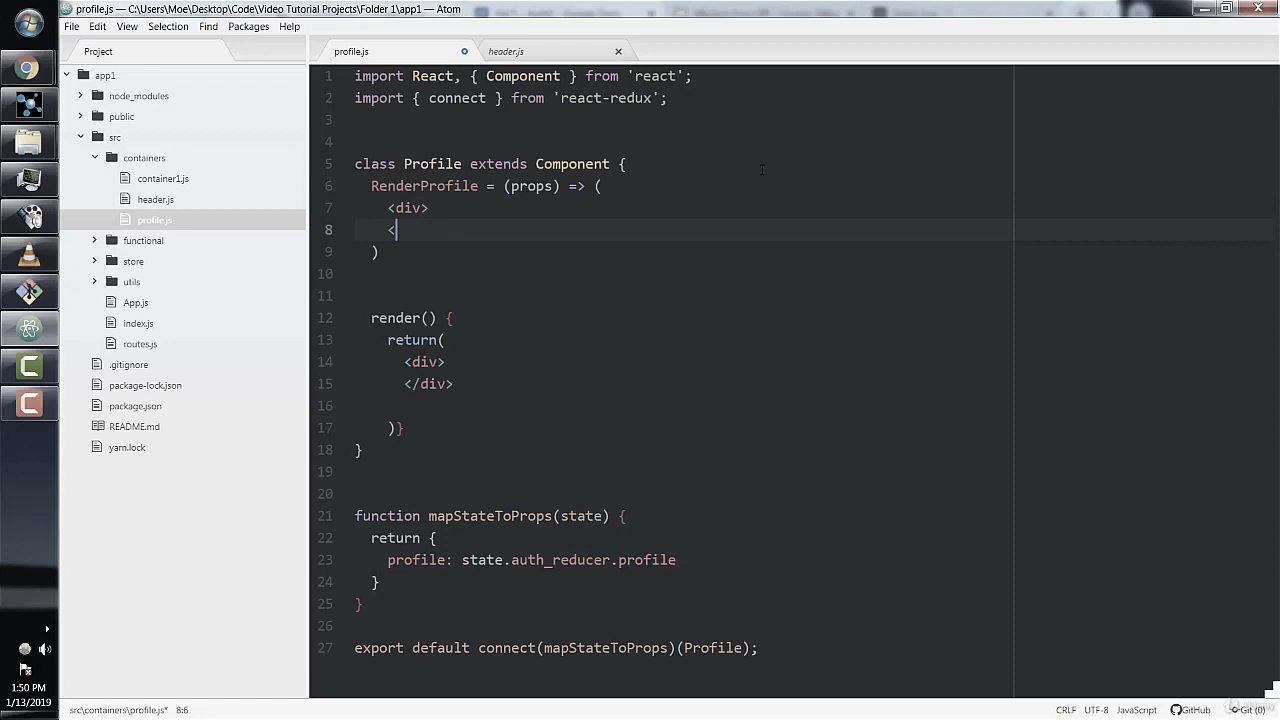 profile.js — C:\Users\Moe\Desktop\Code\Video Tutorial Projects\Folder 1\app1 — Atom
File Edit View Selection Find Packages Help
Project
profile.js
header.js
app1
node_modules
public
src
containers
container1.js
header.js
profile.js
functional
store
utils
App.js
index.js
routes.js
.gitignore
package-lock.json
package.json
README.md
yarn.lock
1 import React, { Component } from 'react';
2 import { connect } from 'react-redux';
3
4
5 class Profile extends Component {
6 RenderProfile = (props) => (
7 <div>
8 <
9 )
10
11
12 render() {
13 return(
14 <div>
15 </div>
16
17 )}
18 }
19
20
21 function mapStateToProps(state) {
22 return {
23 profile: state.auth_reducer.profile
24 }
25 }
26
27 export default connect(mapStateToProps)(Profile);
1:50 PM
1/13/2019
src\containers\profile.js* 8:6
CRLF UTF-8 JavaScript GitHub Git (0)